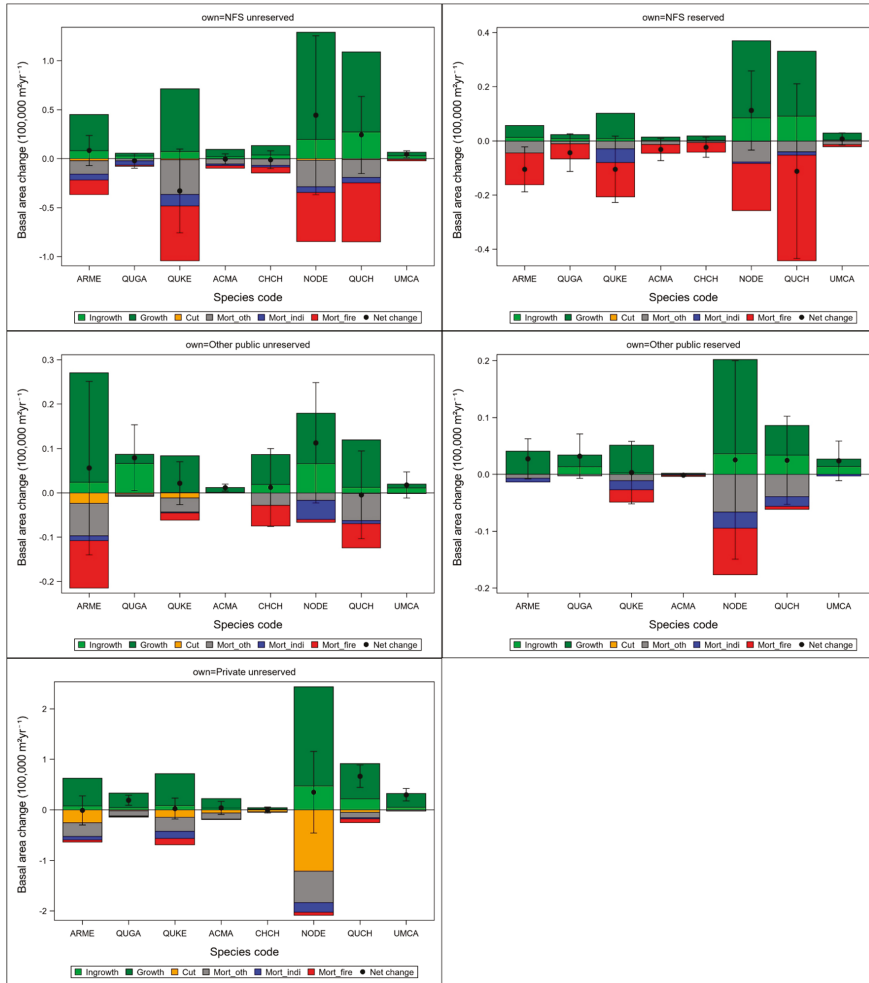 own=NFS unreserved
Basal area change (100,000 m²yr⁻¹)
1.0
0.5
0.0
-0.5
-1.0
ARME QUGA QUKE ACMA CHCH NODE QUCH UMCA
Species code
Ingrowth Growth Cut Mort_oth Mort_indi Mort_fire Net change
own=NFS reserved
Basal area change (100,000 m²yr⁻¹)
0.4
0.2
0.0
-0.2
-0.4
ARME QUGA QUKE ACMA CHCH NODE QUCH UMCA
Species code
Ingrowth Growth Cut Mort_oth Mort_indi Mort_fire Net change
own=Other public unreserved
Basal area change (100,000 m²yr⁻¹)
0.3
0.2
0.1
0.0
-0.1
-0.2
ARME QUGA QUKE ACMA CHCH NODE QUCH UMCA
Species code
Ingrowth Growth Cut Mort_oth Mort_indi Mort_fire Net change
own=Other public reserved
Basal area change (100,000 m²yr⁻¹)
0.2
0.1
0.0
-0.1
-0.2
ARME QUGA QUKE ACMA NODE QUCH UMCA
Species code
Ingrowth Growth Cut Mort_oth Mort_indi Mort_fire Net change
own=Private unreserved
Basal area change (100,000 m²yr⁻¹)
2
1
0
-1
-2
ARME QUGA QUKE ACMA CHCH NODE QUCH UMCA
Species code
Ingrowth Growth Cut Mort_oth Mort_indi Mort_fire Net change